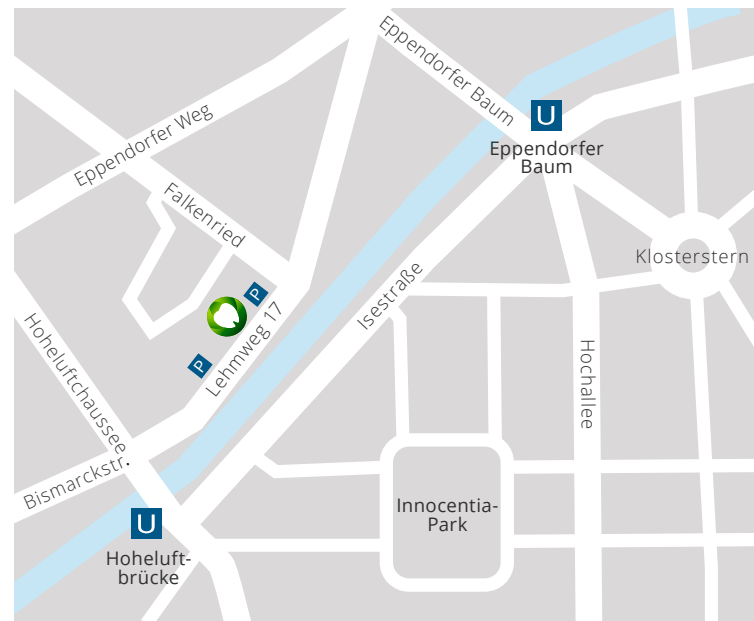 Eppendorfer Baum
U
Eppendorfer
Baum
Eppendorfer Weg
Falkenried
Klosterstern
Isestraße
P
Lehmweg 17
P
Hoheluftchaussee
Hochallee
Bismarckstr.
Innocentia-
Park
U
Hoheluft-
brücke